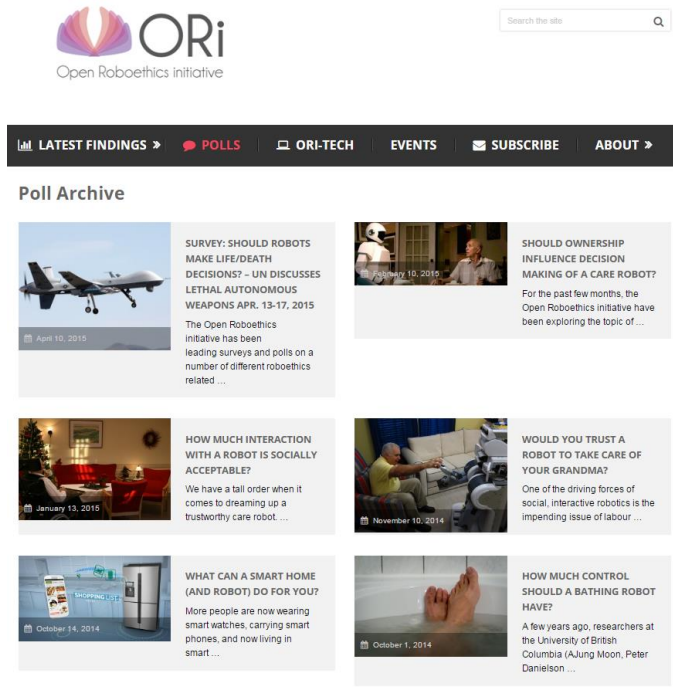 ORi
Open Roboethics initiative
Search the site
LATEST FINDINGS »
POLLS
ORI-TECH
EVENTS
SUBSCRIBE
ABOUT »
Poll Archive
April 10, 2015
SURVEY: SHOULD ROBOTS
MAKE LIFE/DEATH
DECISIONS? – UN DISCUSSES
LETHAL AUTONOMOUS
WEAPONS APR. 13-17, 2015
The Open Roboethics
initiative has been
leading surveys and polls on a
number of different roboethics
related …
February 10, 2015
SHOULD OWNERSHIP
INFLUENCE DECISION
MAKING OF A CARE ROBOT?
For the past few months, the
Open Roboethics initiative have
been exploring the topic of …
January 13, 2015
HOW MUCH INTERACTION
WITH A ROBOT IS SOCIALLY
ACCEPTABLE?
We have a tall order when it
comes to dreaming up a
trustworthy care robot. …
November 10, 2014
WOULD YOU TRUST A
ROBOT TO TAKE CARE OF
YOUR GRANDMA?
One of the driving forces of
social, interactive robotics is the
impending issue of labour …
SHOPPING LIST
October 14, 2014
WHAT CAN A SMART HOME
(AND ROBOT) DO FOR YOU?
More people are now wearing
smart watches, carrying smart
phones, and now living in
smart …
October 1, 2014
HOW MUCH CONTROL
SHOULD A BATHING ROBOT
HAVE?
A few years ago, researchers at
the University of British
Columbia (AJung Moon, Peter
Danielson …